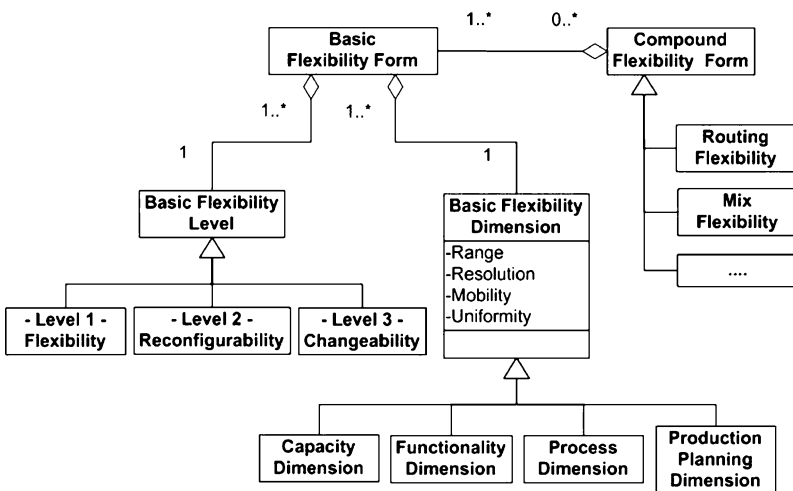 Basic
Flexibility Form
1..*
0..*
Compound
Flexibility Form
1..*
1..*
1
1
Routing
Flexibility
Mix
Flexibility
....
Basic Flexibility
Level
Basic Flexibility
Dimension
-Range
-Resolution
-Mobility
-Uniformity
- Level 1 -
Flexibility
- Level 2 -
Reconfigurability
- Level 3 -
Changeability
Capacity
Dimension
Functionality
Dimension
Process
Dimension
Production
Planning
Dimension